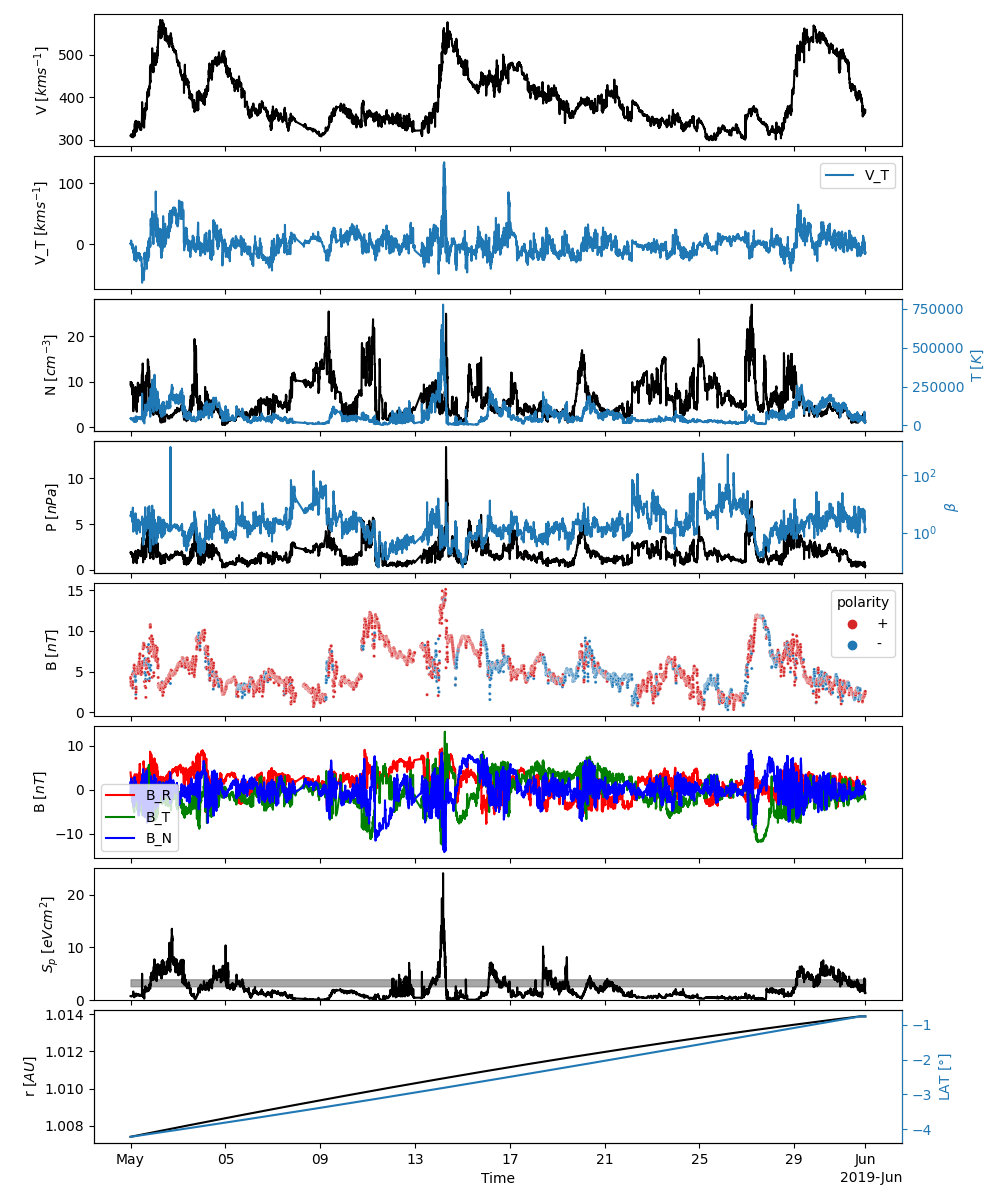 500
400
300
V [kms⁻¹]
100
0
V_T [kms⁻¹]
V_T
20
10
0
N [cm⁻³]
750000
500000
250000
0
T [K]
10
5
0
P [nPa]
10²
10⁰
β
15
10
5
0
B [nT]
polarity
+
-
10
0
−10
B [nT]
B_R
B_T
B_N
20
10
0
Sₚ [eVcm²]
1.014
1.012
1.010
1.008
r [AU]
−1
−2
−3
−4
LAT [°]
May 05 09 13 17 21 25 29 Jun
Time
2019-Jun